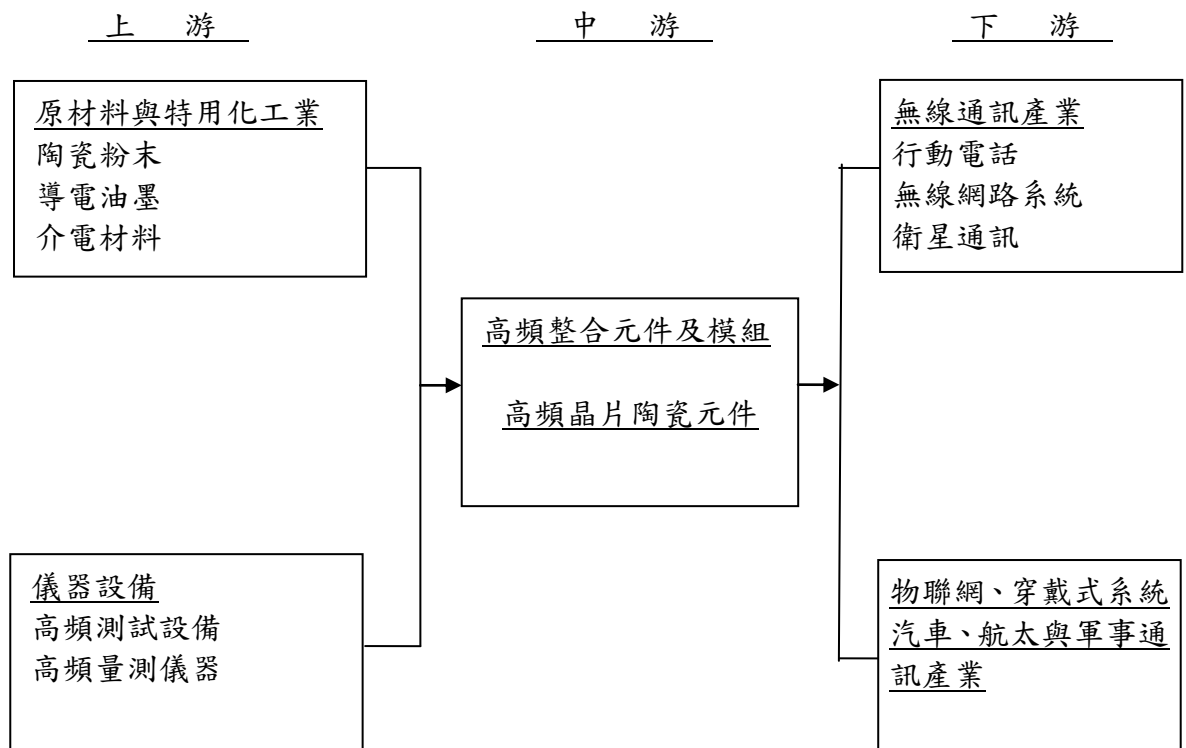 上 游
中 游
下 游
原材料與特用化工業
陶瓷粉末
導電油墨
介電材料
儀器設備
高頻測試設備
高頻量測儀器
高頻整合元件及模組
高頻晶片陶瓷元件
無線通訊產業
行動電話
無線網路系統
衛星通訊
物聯網、穿戴式系統
汽車、航太與軍事通
訊產業